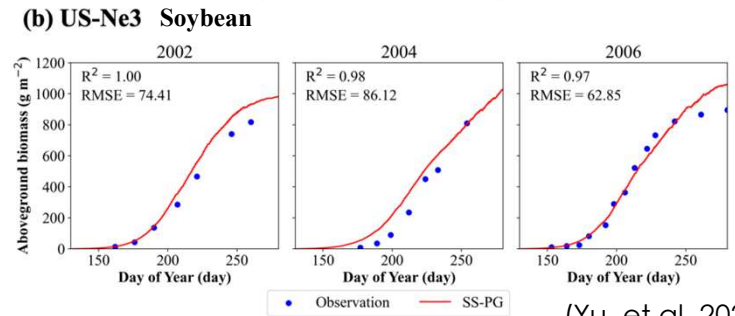 (b) US-Ne3 Soybean
2002 2004 2006
Aboveground biomass (g m⁻²)
1200
1000
800
600
400
200
0
R² = 1.00
RMSE = 74.41
R² = 0.98
RMSE = 86.12
R² = 0.97
RMSE = 62.85
150 200 250 150 200 250 150 200 250
Day of Year (day) Day of Year (day) Day of Year (day)
Observation SS-PG